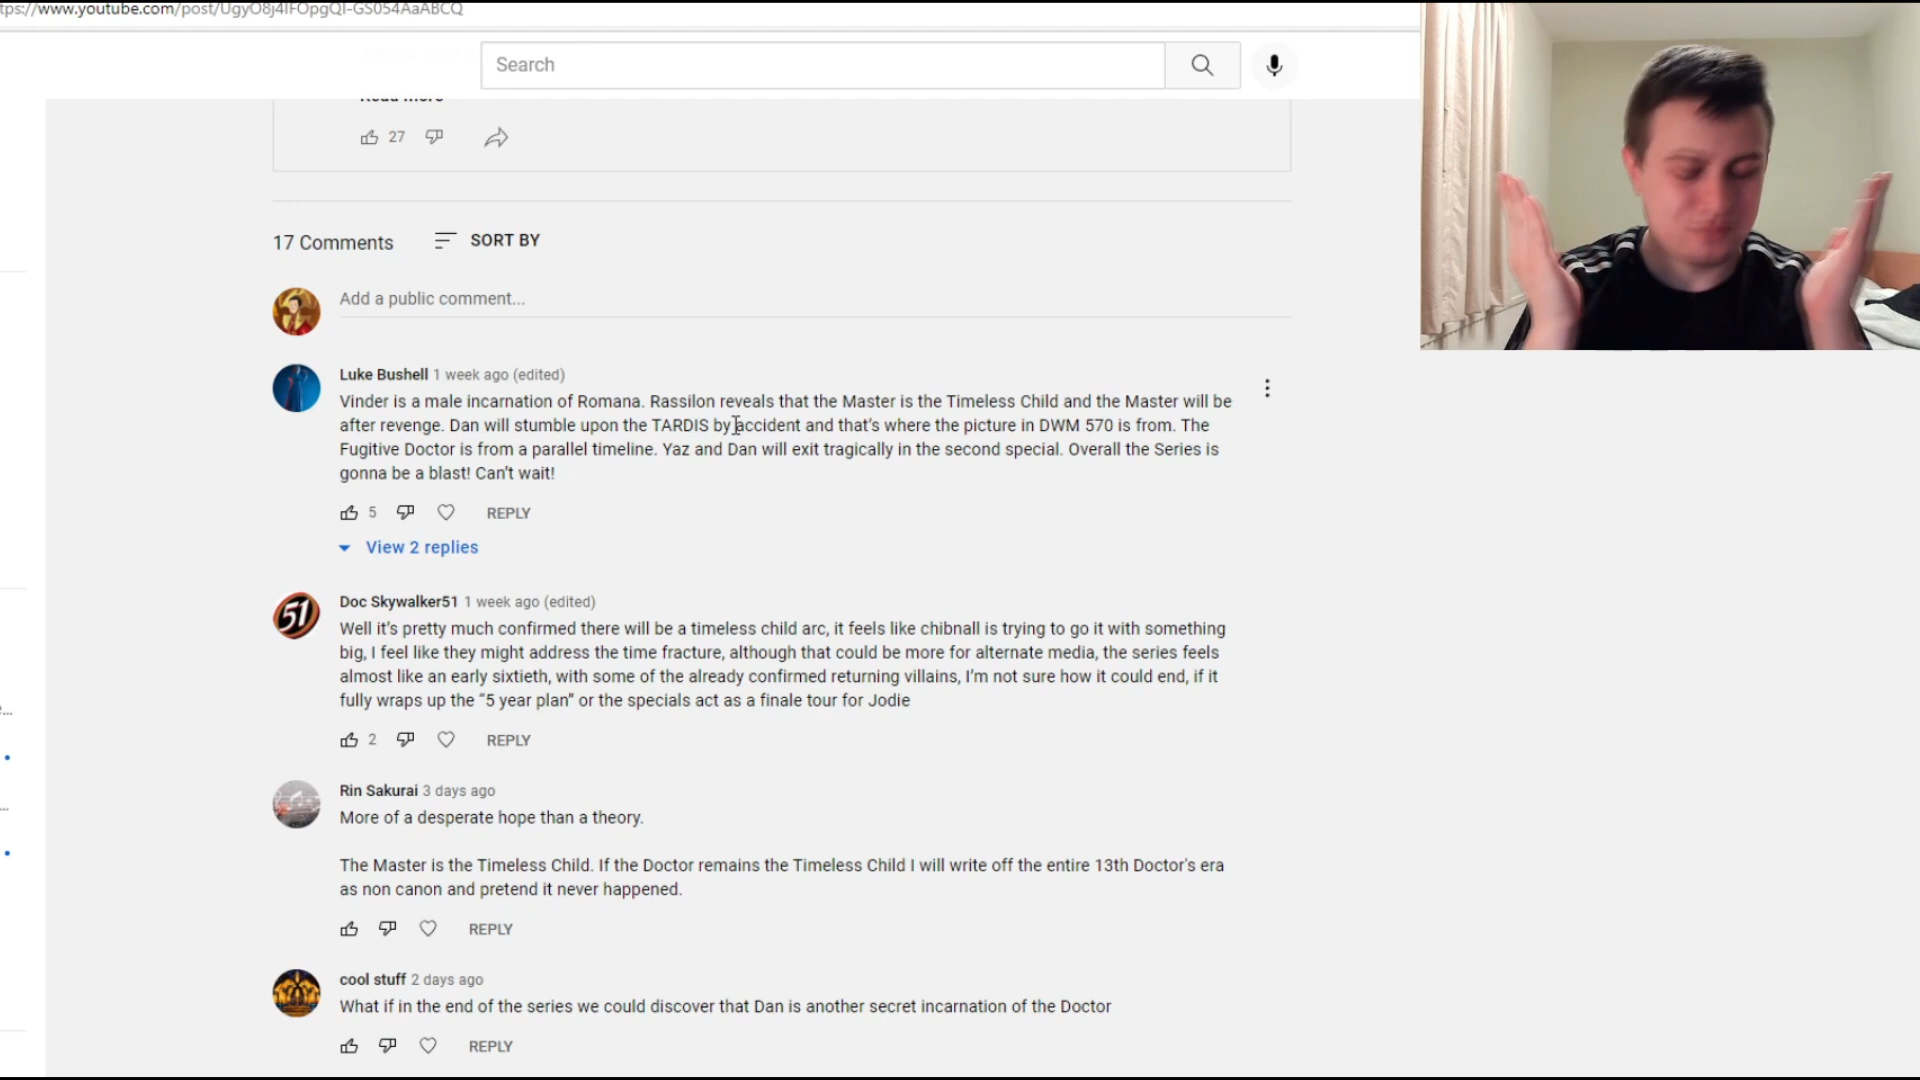 tps://www.youtube.com/post/UgyO8j4lFOpgQI-GS054AaABCQ
Search
Read more
27
17 Comments
SORT BY
Add a public comment...
Luke Bushell 1 week ago (edited)
Vinder is a male incarnation of Romana. Rassilon reveals that the Master is the Timeless Child and the Master will be
after revenge. Dan will stumble upon the TARDIS by accident and that's where the picture in DWM 570 is from. The
Fugitive Doctor is from a parallel timeline. Yaz and Dan will exit tragically in the second special. Overall the Series is
gonna be a blast! Can't wait!
5 REPLY
View 2 replies
51
Doc Skywalker51 1 week ago (edited)
Well it's pretty much confirmed there will be a timeless child arc, it feels like chibnall is trying to go it with something
big, I feel like they might address the time fracture, although that could be more for alternate media, the series feels
almost like an early sixtieth, with some of the already confirmed returning villains, I'm not sure how it could end, if it
fully wraps up the “5 year plan” or the specials act as a finale tour for Jodie
2 REPLY
Rin Sakurai 3 days ago
More of a desperate hope than a theory.
The Master is the Timeless Child. If the Doctor remains the Timeless Child I will write off the entire 13th Doctor's era
as non canon and pretend it never happened.
REPLY
cool stuff 2 days ago
What if in the end of the series we could discover that Dan is another secret incarnation of the Doctor
REPLY